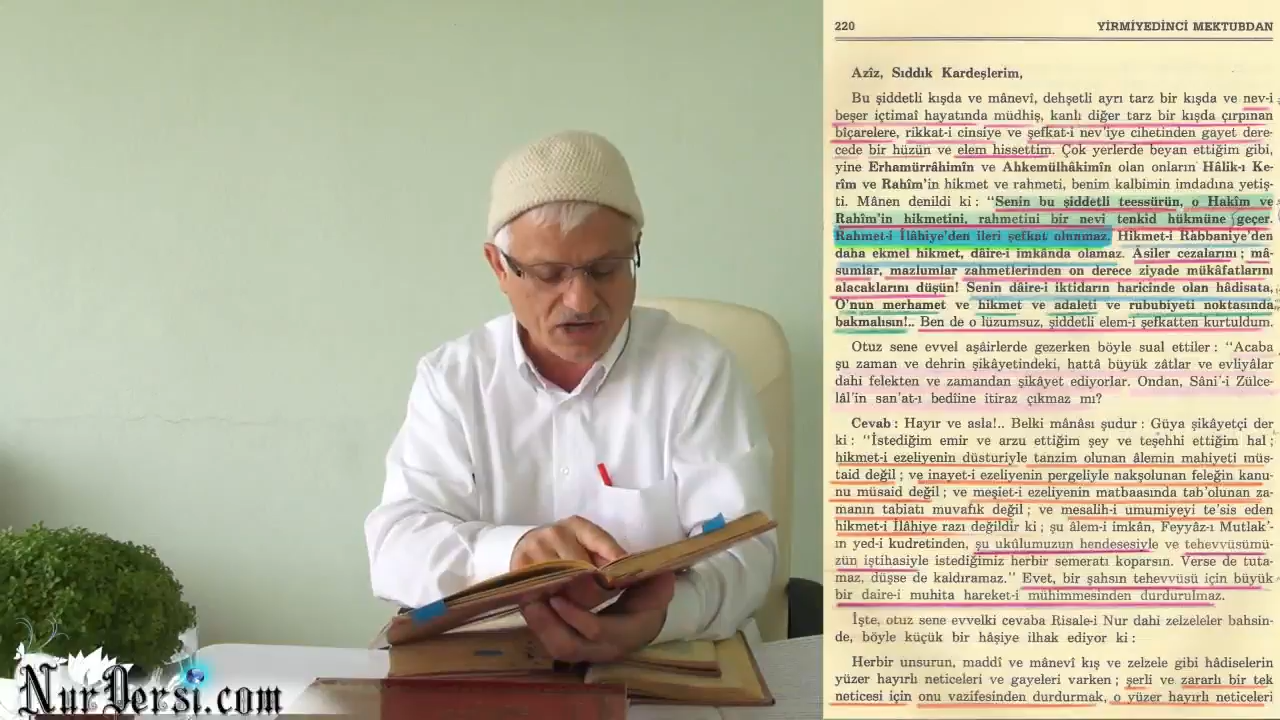 220
YİRMİYEDİNCİ MEKTUBDAN
Azîz, Sıddık Kardeşlerim,
Bu şiddetli kışda ve mânevî, dehşetli ayrı tarz bir kışda ve nev-i
beşer içtimaî hayatında müdhiş, kanlı diğer tarz bir kışda çırpınan
bîçarelere, rikkat-i cinsiye ve şefkat-i nev'iye cihetinden gayet dere-
cede bir hüzün ve elem hissettim. Çok yerlerde beyan ettiğim gibi,
yine Erhamürrâhimîn ve Ahkemülhâkimîn olan onların Hâlik-ı Ke-
rîm ve Rahîm'in hikmet ve rahmeti, benim kalbimin imdadına yetiş-
ti. Mânen denildi ki : "Senin bu şiddetli teessürün, o Hakîm ve
Rahîm'in hikmetini, rahmetini bir nevi tenkid hükmüne geçer.
Rahmet-i İlâhiye'den ileri şefkat olunmaz. Hikmet-i Rabbaniye'den
daha ekmel hikmet, dâire-i imkânda olamaz. Âsiler cezalarını ; mâ-
sumlar, mazlumlar zahmetlerinden on derece ziyade mükâfatlarını
alacaklarını düşün! Senin dâire-i iktidarın haricinde olan hâdisata,
O'nun merhamet ve hikmet ve adaleti ve rububiyeti noktasında
bakmalısın!.. Ben de o lüzumsuz, şiddetli elem-i şefkatten kurtuldum.
Otuz sene evvel aşâirlerde gezerken böyle sual ettiler : "Acaba
şu zaman ve dehrin şikâyetindeki, hattâ büyük zâtlar ve evliyâlar
dahi felekten ve zamandan şikâyet ediyorlar. Ondan, Sâni'-i Zülce-
lâl'in san'at-ı bedîine itiraz çıkmaz mı?
Cevab : Hayır ve asla!.. Belki mânâsı şudur : Güya şikâyetçi der
ki : "İstediğim emir ve arzu ettiğim şey ve teşehhi ettiğim hal ;
hikmet-i ezeliyenin düsturiyle tanzim olunan âlemin mahiyeti müs-
taid değil ; ve inayet-i ezeliyenin pergeliyle nakşolunan feleğin kanu-
nu müsaid değil ; ve meşiet-i ezeliyenin matbaasında tab'olunan za-
manın tabiatı muvafık değil ; ve mesalih-i umumiyeyi te'sis eden
hikmet-i İlâhiye razı değildir ki ; şu âlem-i imkân, Feyyâz-ı Mutlak'-
ın yed-i kudretinden, şu ukûlumuzun hendesesiyle ve tehevvüsümü-
zün iştihasiyle istediğimiz herbir semeratı koparsın. Verse de tuta-
maz, düşse de kaldıramaz." Evet, bir şahsın tehevvüsü için büyük
bir daire-i muhita hareket-i mühimmesinden durdurulmaz.
İşte, otuz sene evvelki cevaba Risale-i Nur dahi zelzeleler bahsin-
de, böyle küçük bir hâşiye ilhak ediyor ki :
Herbir unsurun, maddî ve mânevî kış ve zelzele gibi hâdiselerin
yüzer hayırlı neticeleri ve gayeleri varken ; şerli ve zararlı bir tek
neticesi için onu vazifesinden durdurmak, o yüzer hayırlı neticeleri
NurDersi.com